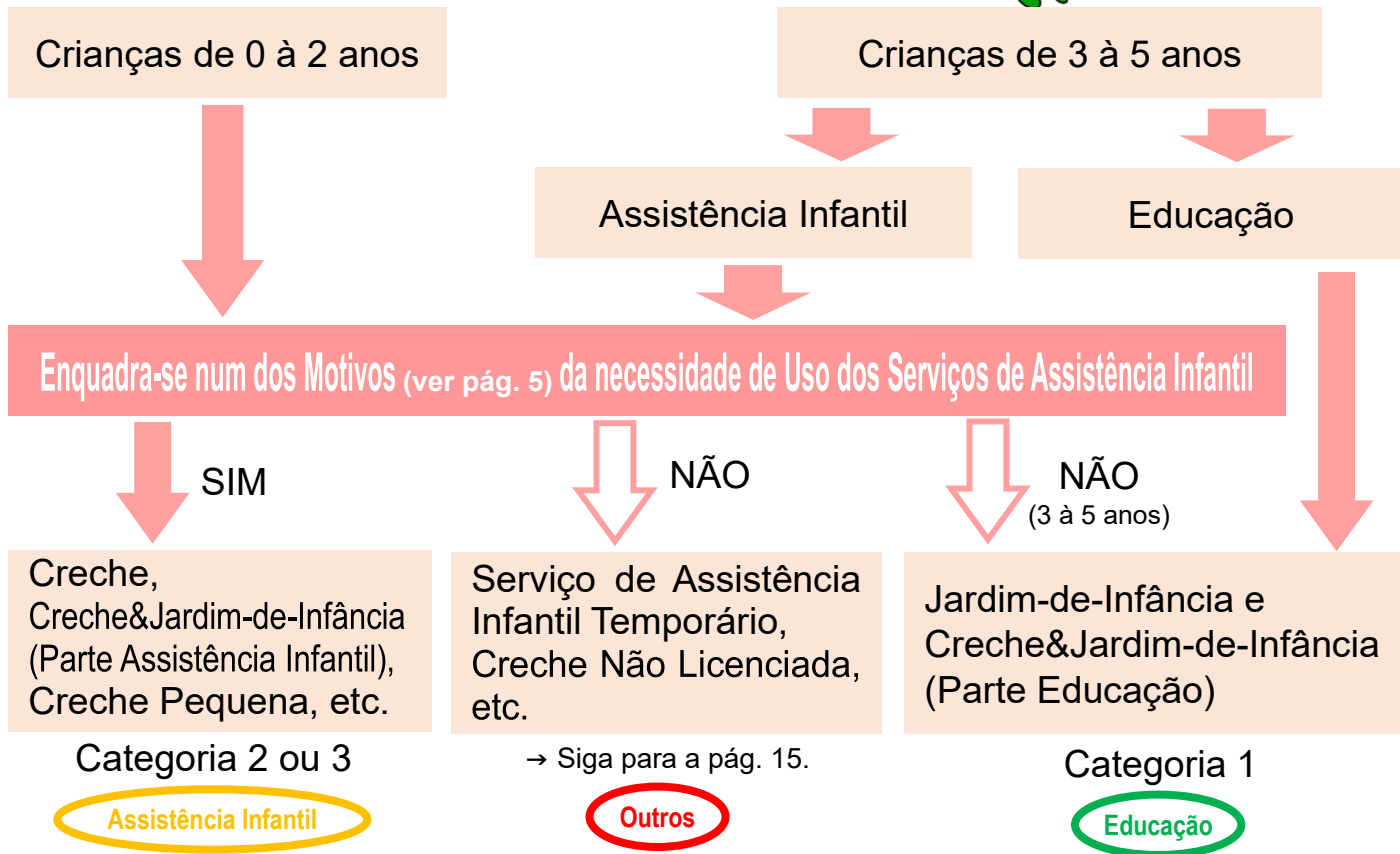 Crianças de 0 à 2 anos
Crianças de 3 à 5 anos
Assistência Infantil
Educação
Enquadra-se num dos Motivos (ver pág. 5) da necessidade de Uso dos Serviços de Assistência Infantil
SIM
NÃO
NÃO
(3 à 5 anos)
Creche,
Creche&Jardim-de-Infância
(Parte Assistência Infantil),
Creche Pequena, etc.
Serviço de Assistência
Infantil Temporário,
Creche Não Licenciada,
etc.
Jardim-de-Infância e
Creche&Jardim-de-Infância
(Parte Educação)
Categoria 2 ou 3
→ Siga para a pág. 15.
Categoria 1
Assistência Infantil
Outros
Educação